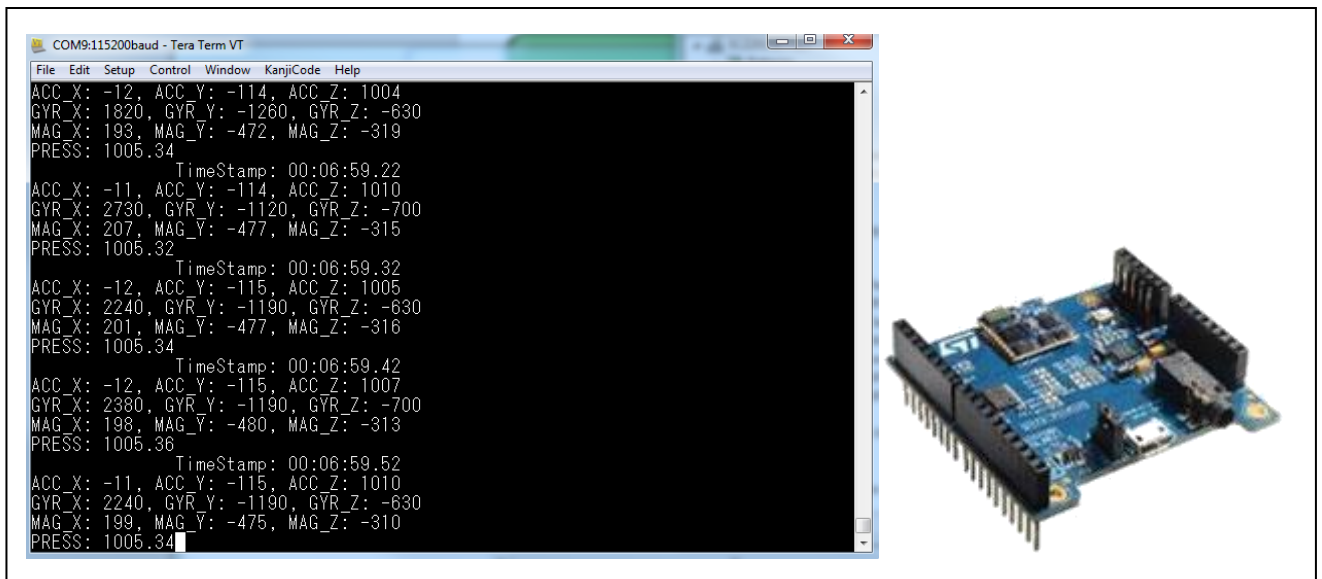 COM9:115200baud - Tera Term VT
File Edit Setup Control Window KanjiCode Help
ACC_X: -12, ACC_Y: -114, ACC_Z: 1004
GYR_X: 1820, GYR_Y: -1260, GYR_Z: -630
MAG_X: 193, MAG_Y: -472, MAG_Z: -319
PRESS: 1005.34
TimeStamp: 00:06:59.22
ACC_X: -11, ACC_Y: -114, ACC_Z: 1010
GYR_X: 2730, GYR_Y: -1120, GYR_Z: -700
MAG_X: 207, MAG_Y: -477, MAG_Z: -315
PRESS: 1005.32
TimeStamp: 00:06:59.32
ACC_X: -12, ACC_Y: -115, ACC_Z: 1005
GYR_X: 2240, GYR_Y: -1190, GYR_Z: -630
MAG_X: 201, MAG_Y: -477, MAG_Z: -316
PRESS: 1005.34
TimeStamp: 00:06:59.42
ACC_X: -12, ACC_Y: -115, ACC_Z: 1007
GYR_X: 2380, GYR_Y: -1190, GYR_Z: -700
MAG_X: 198, MAG_Y: -480, MAG_Z: -313
PRESS: 1005.36
TimeStamp: 00:06:59.52
ACC_X: -11, ACC_Y: -115, ACC_Z: 1010
GYR_X: 2240, GYR_Y: -1190, GYR_Z: -630
MAG_X: 199, MAG_Y: -475, MAG_Z: -310
PRESS: 1005.34
ST